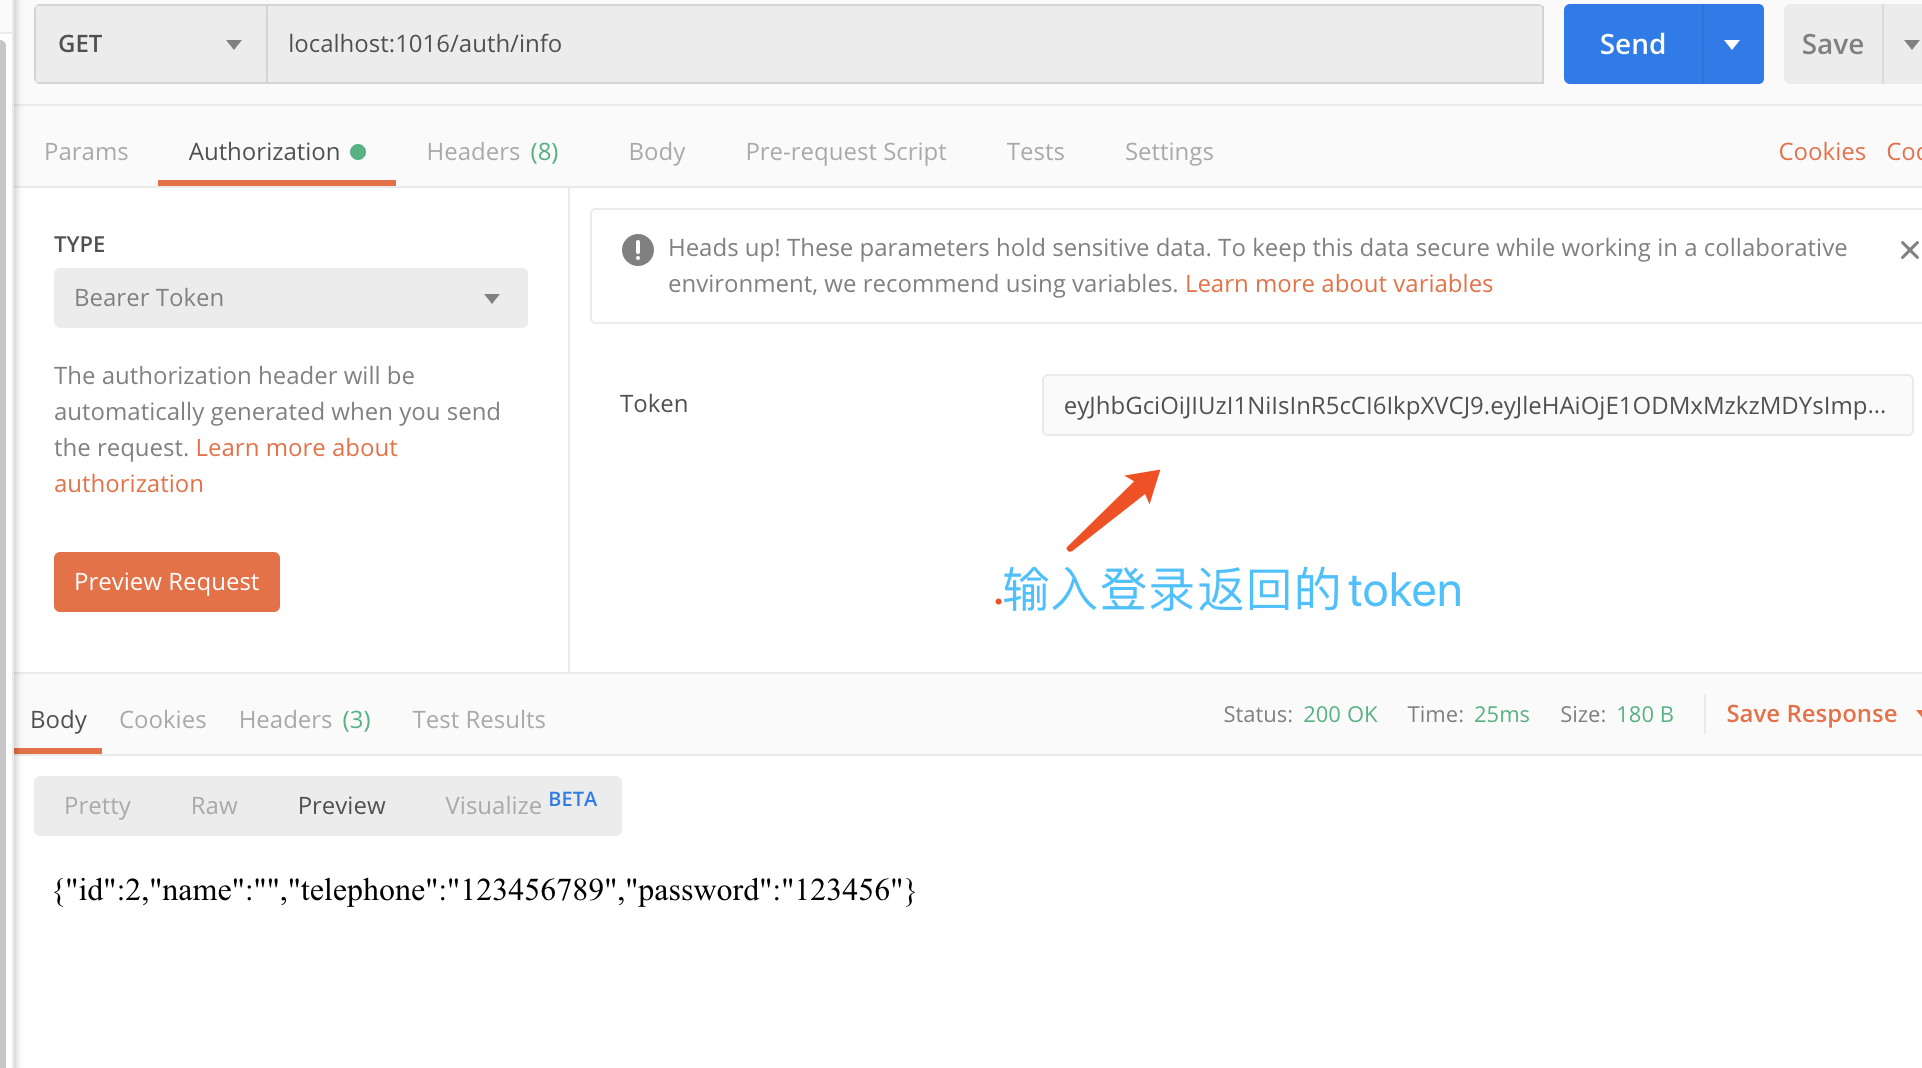 GET
localhost:1016/auth/info
Send
Save
Params
Authorization
Headers (8)
Body
Pre-request Script
Tests
Settings
Cookies
TYPE
Bearer Token
The authorization header will be
automatically generated when you send
the request. Learn more about
authorization
Preview Request
Heads up! These parameters hold sensitive data. To keep this data secure while working in a collaborative
environment, we recommend using variables. Learn more about variables
Token
eyJhbGciOiJIUzI1NiIsInR5cCI6IkpXVCJ9.eyJleHAiOjE1ODMxMzkzMDYsImp...
输入登录返回的token
Body
Cookies
Headers (3)
Test Results
Status: 200 OK
Time: 25ms
Size: 180 B
Save Response
Pretty
Raw
Preview
Visualize BETA
{"id":2,"name":"","telephone":"123456789","password":"123456"}